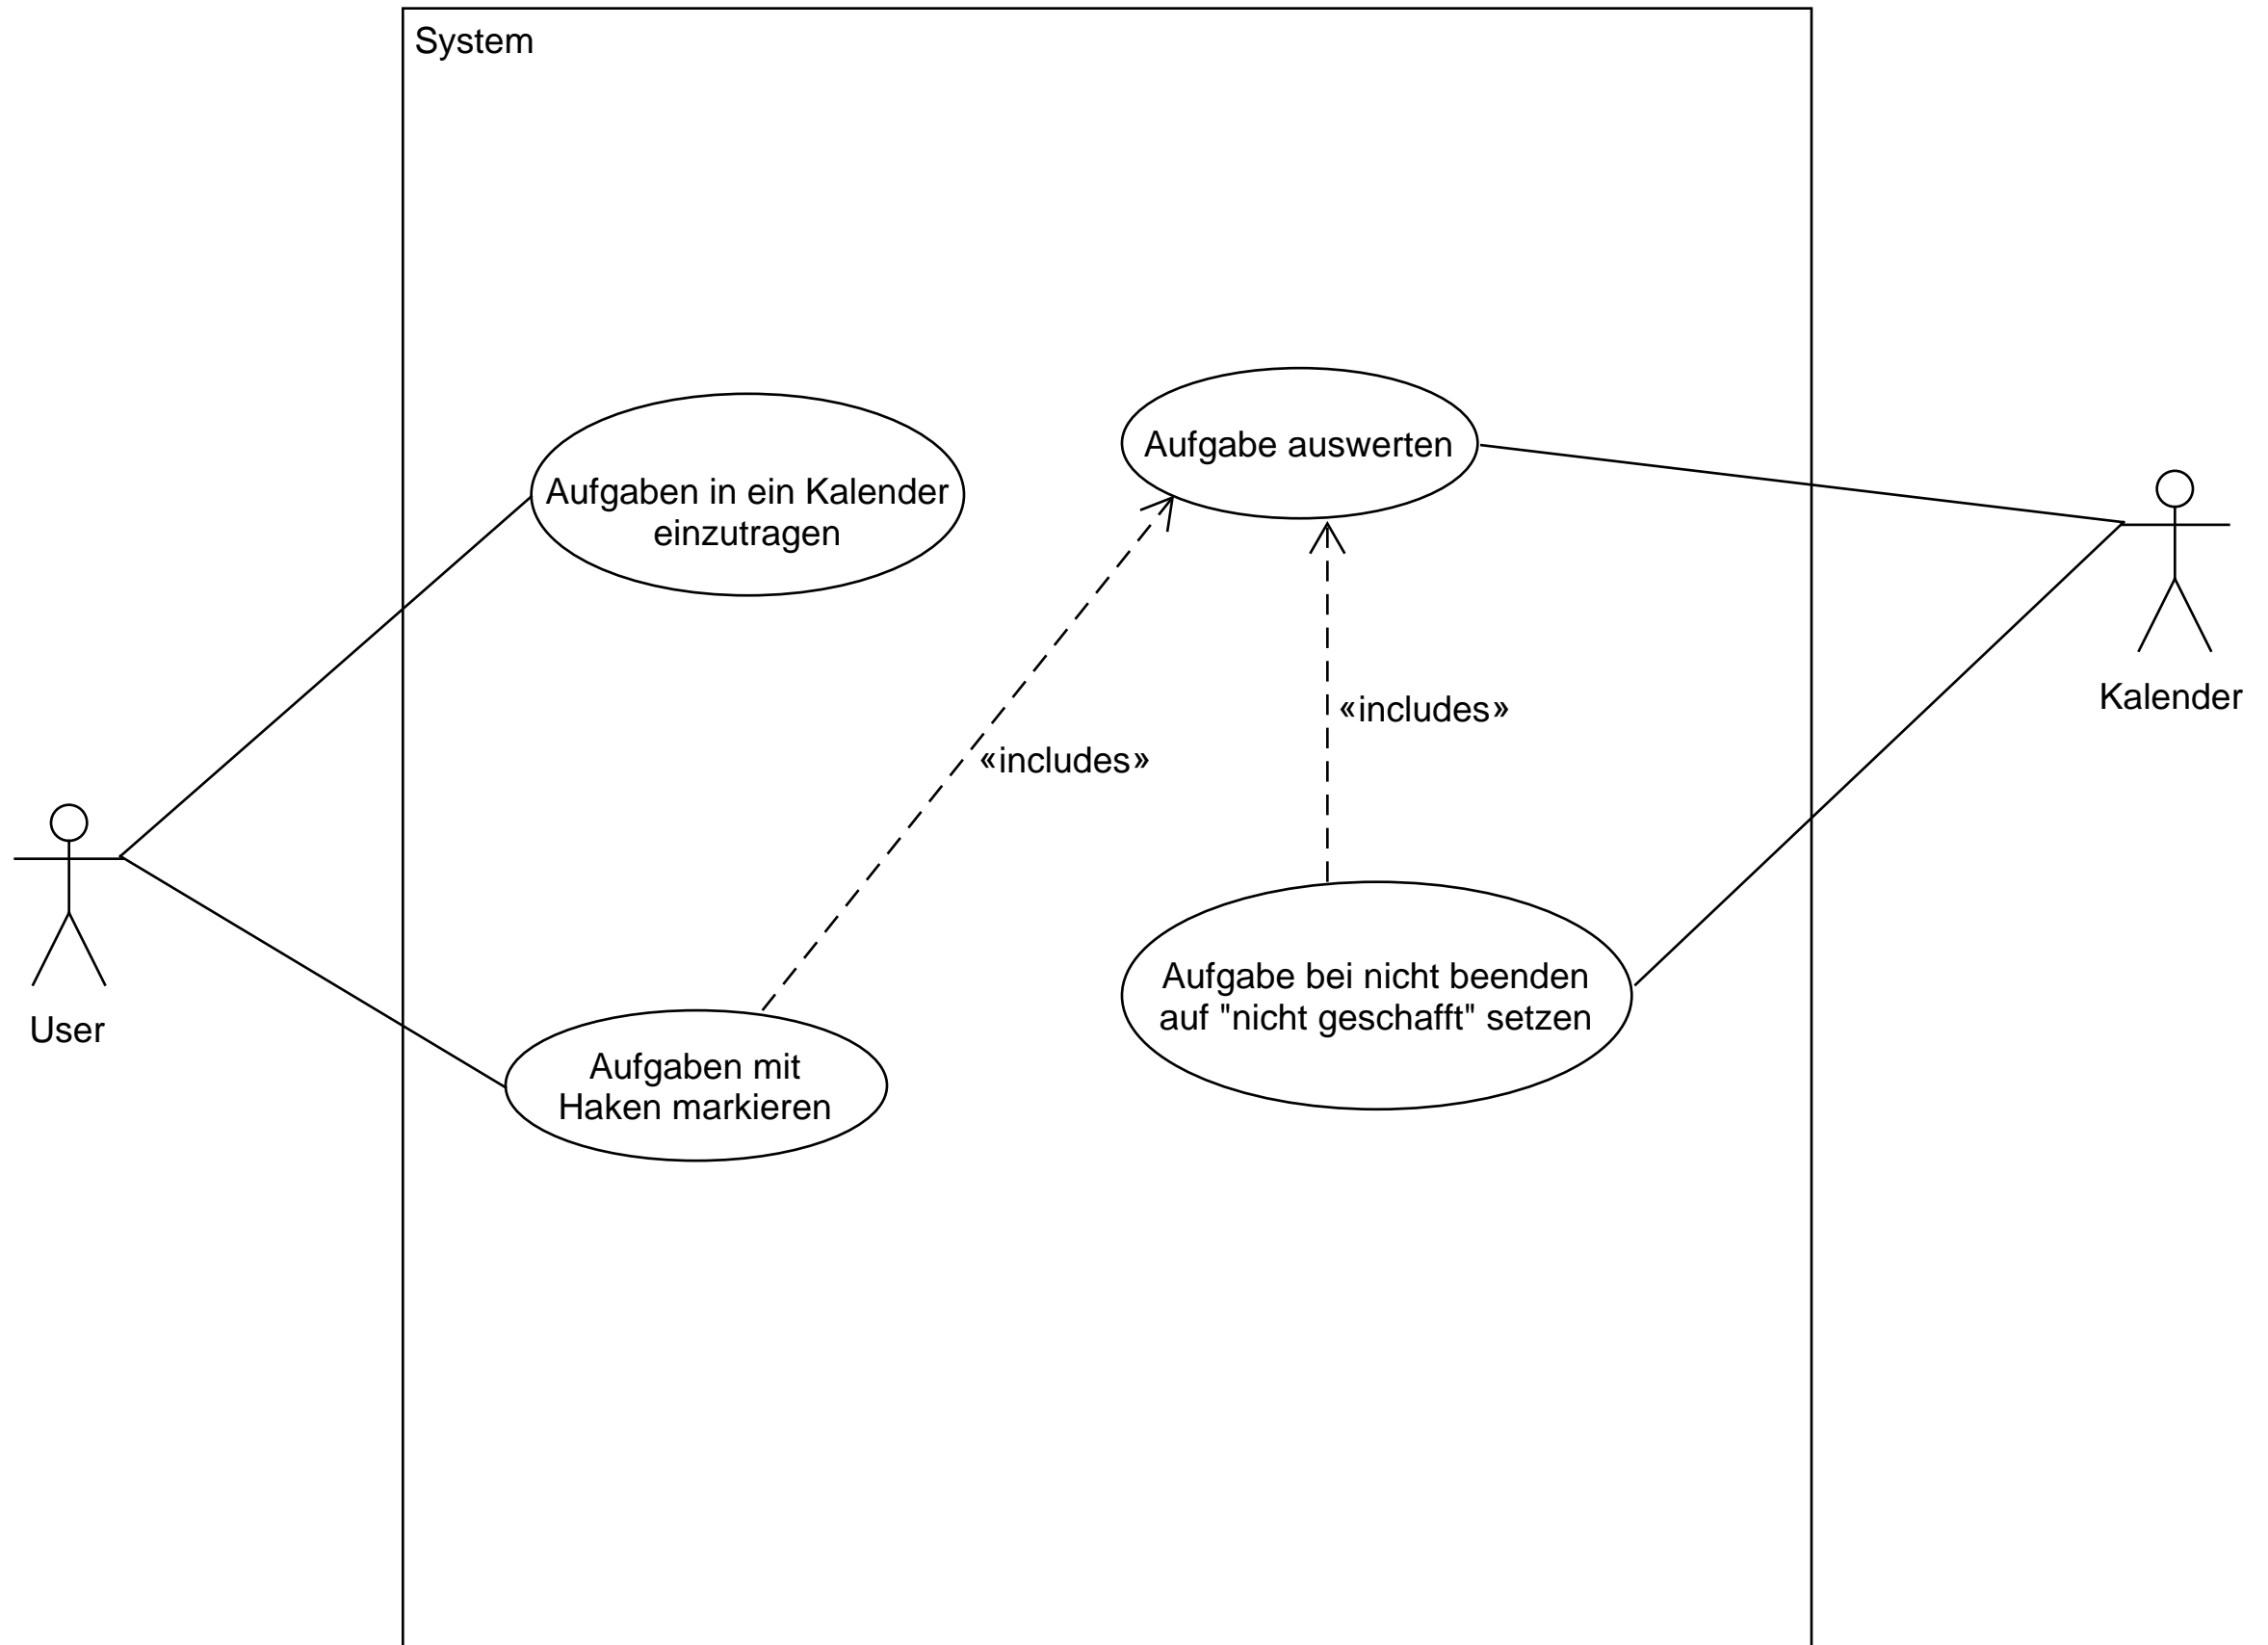 System
Aufgabe auswerten
Aufgaben in ein Kalender
einzutragen
Kalender
«includes»
«includes»
Aufgabe bei nicht beenden
auf "nicht geschafft" setzen
User
Aufgaben mit
Haken markieren